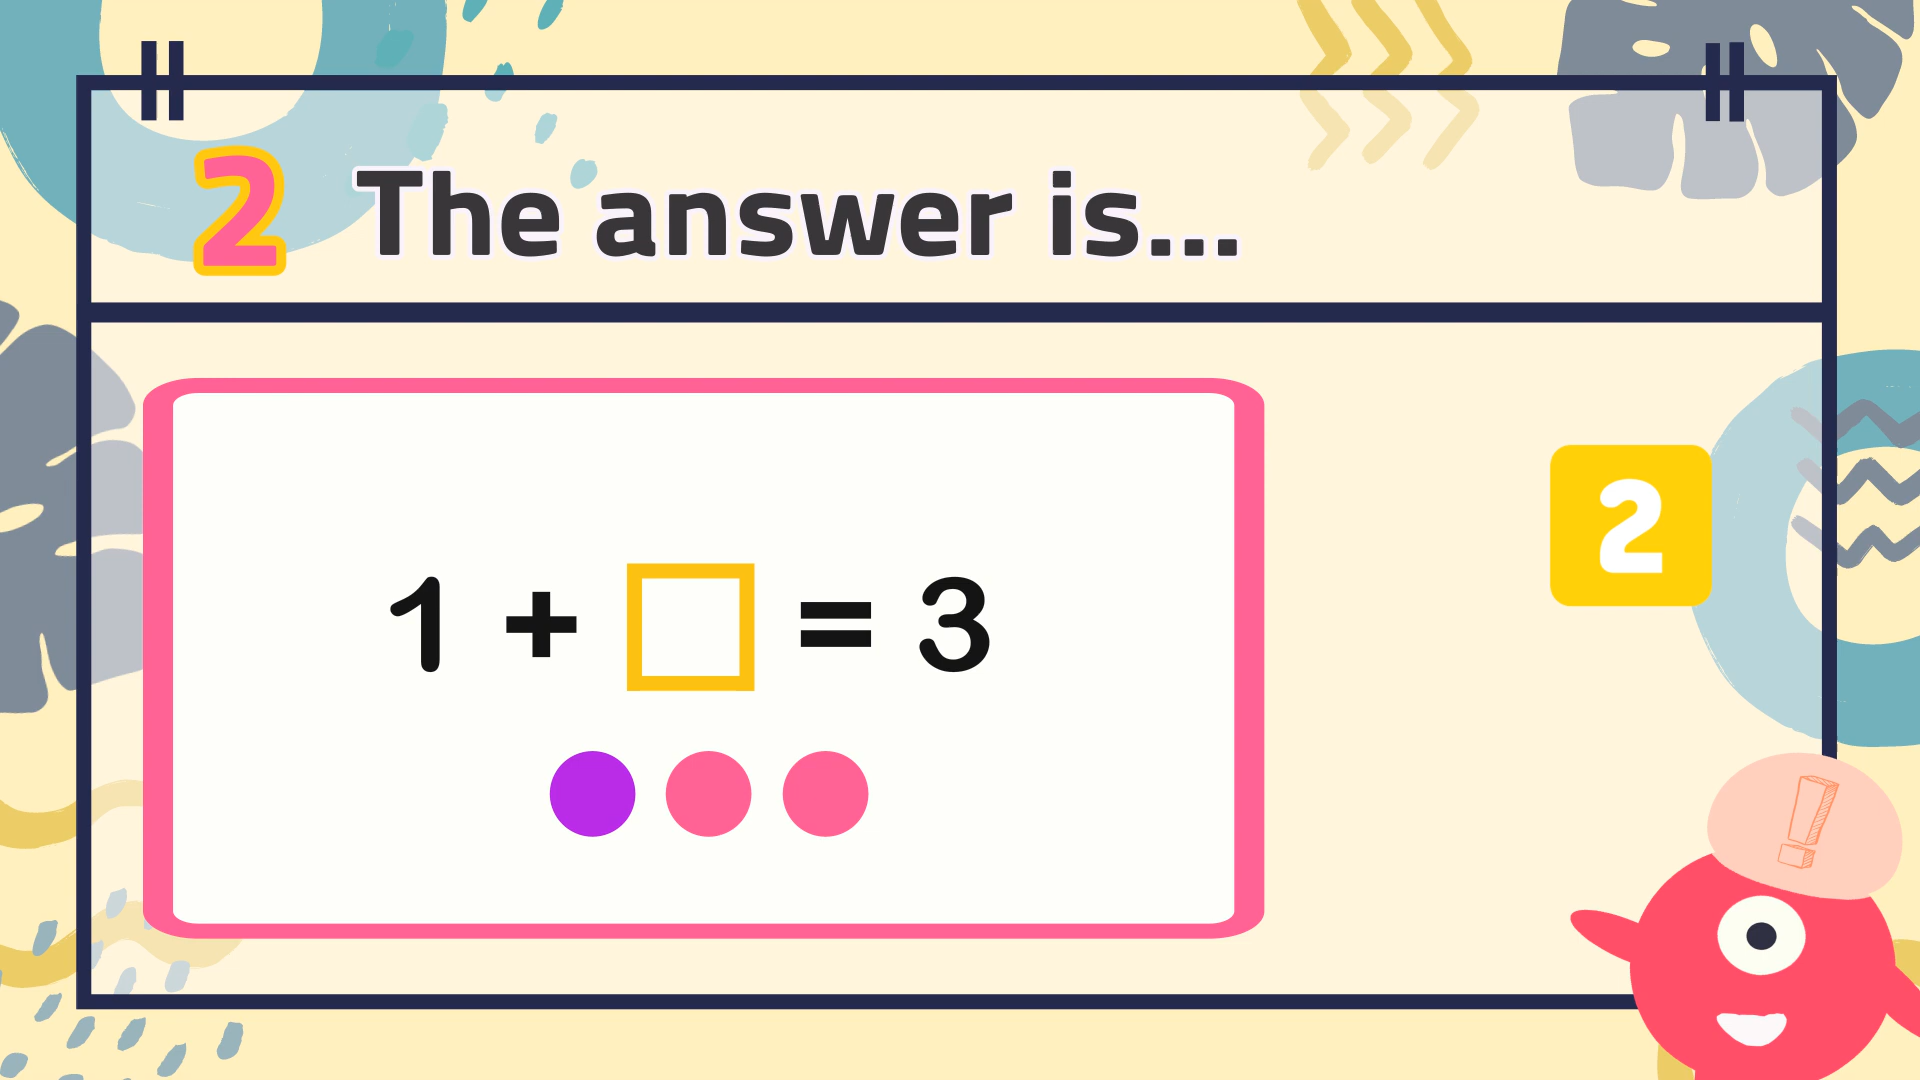 2 The answer is...
2
1 + □ = 3
!